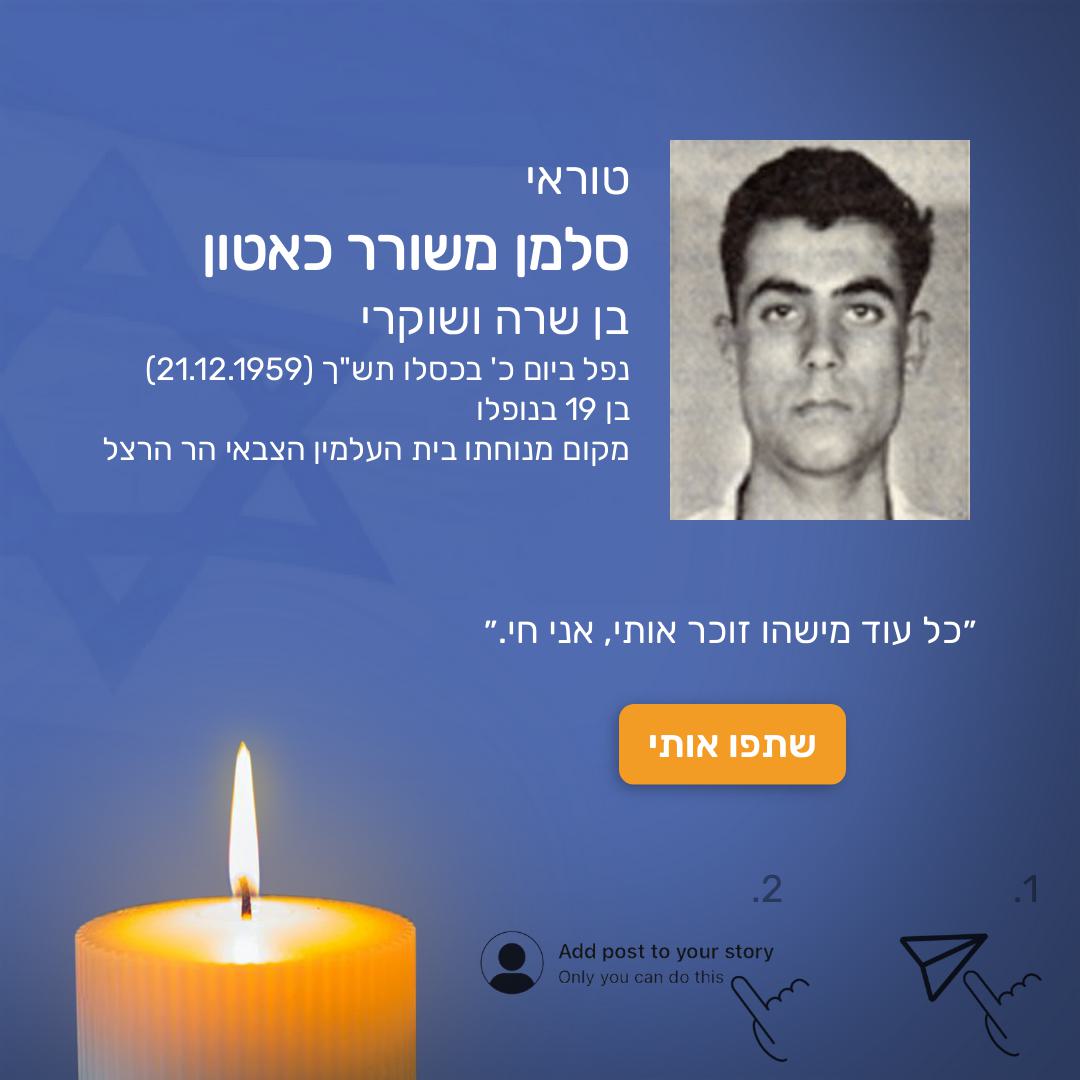 טוראי
סלמן משורר כאטון
בן שרה ושוקרי
נפל ביום כ' בכסלו תש"ך (21.12.1959)
בן 19 בנופלו
מקום מנוחתו בית העלמין הצבאי הר הרצל
״כל עוד מישהו זוכר אותי, אני חי.״
שתפו אותי
1.
2.
Add post to your story
Only you can do this